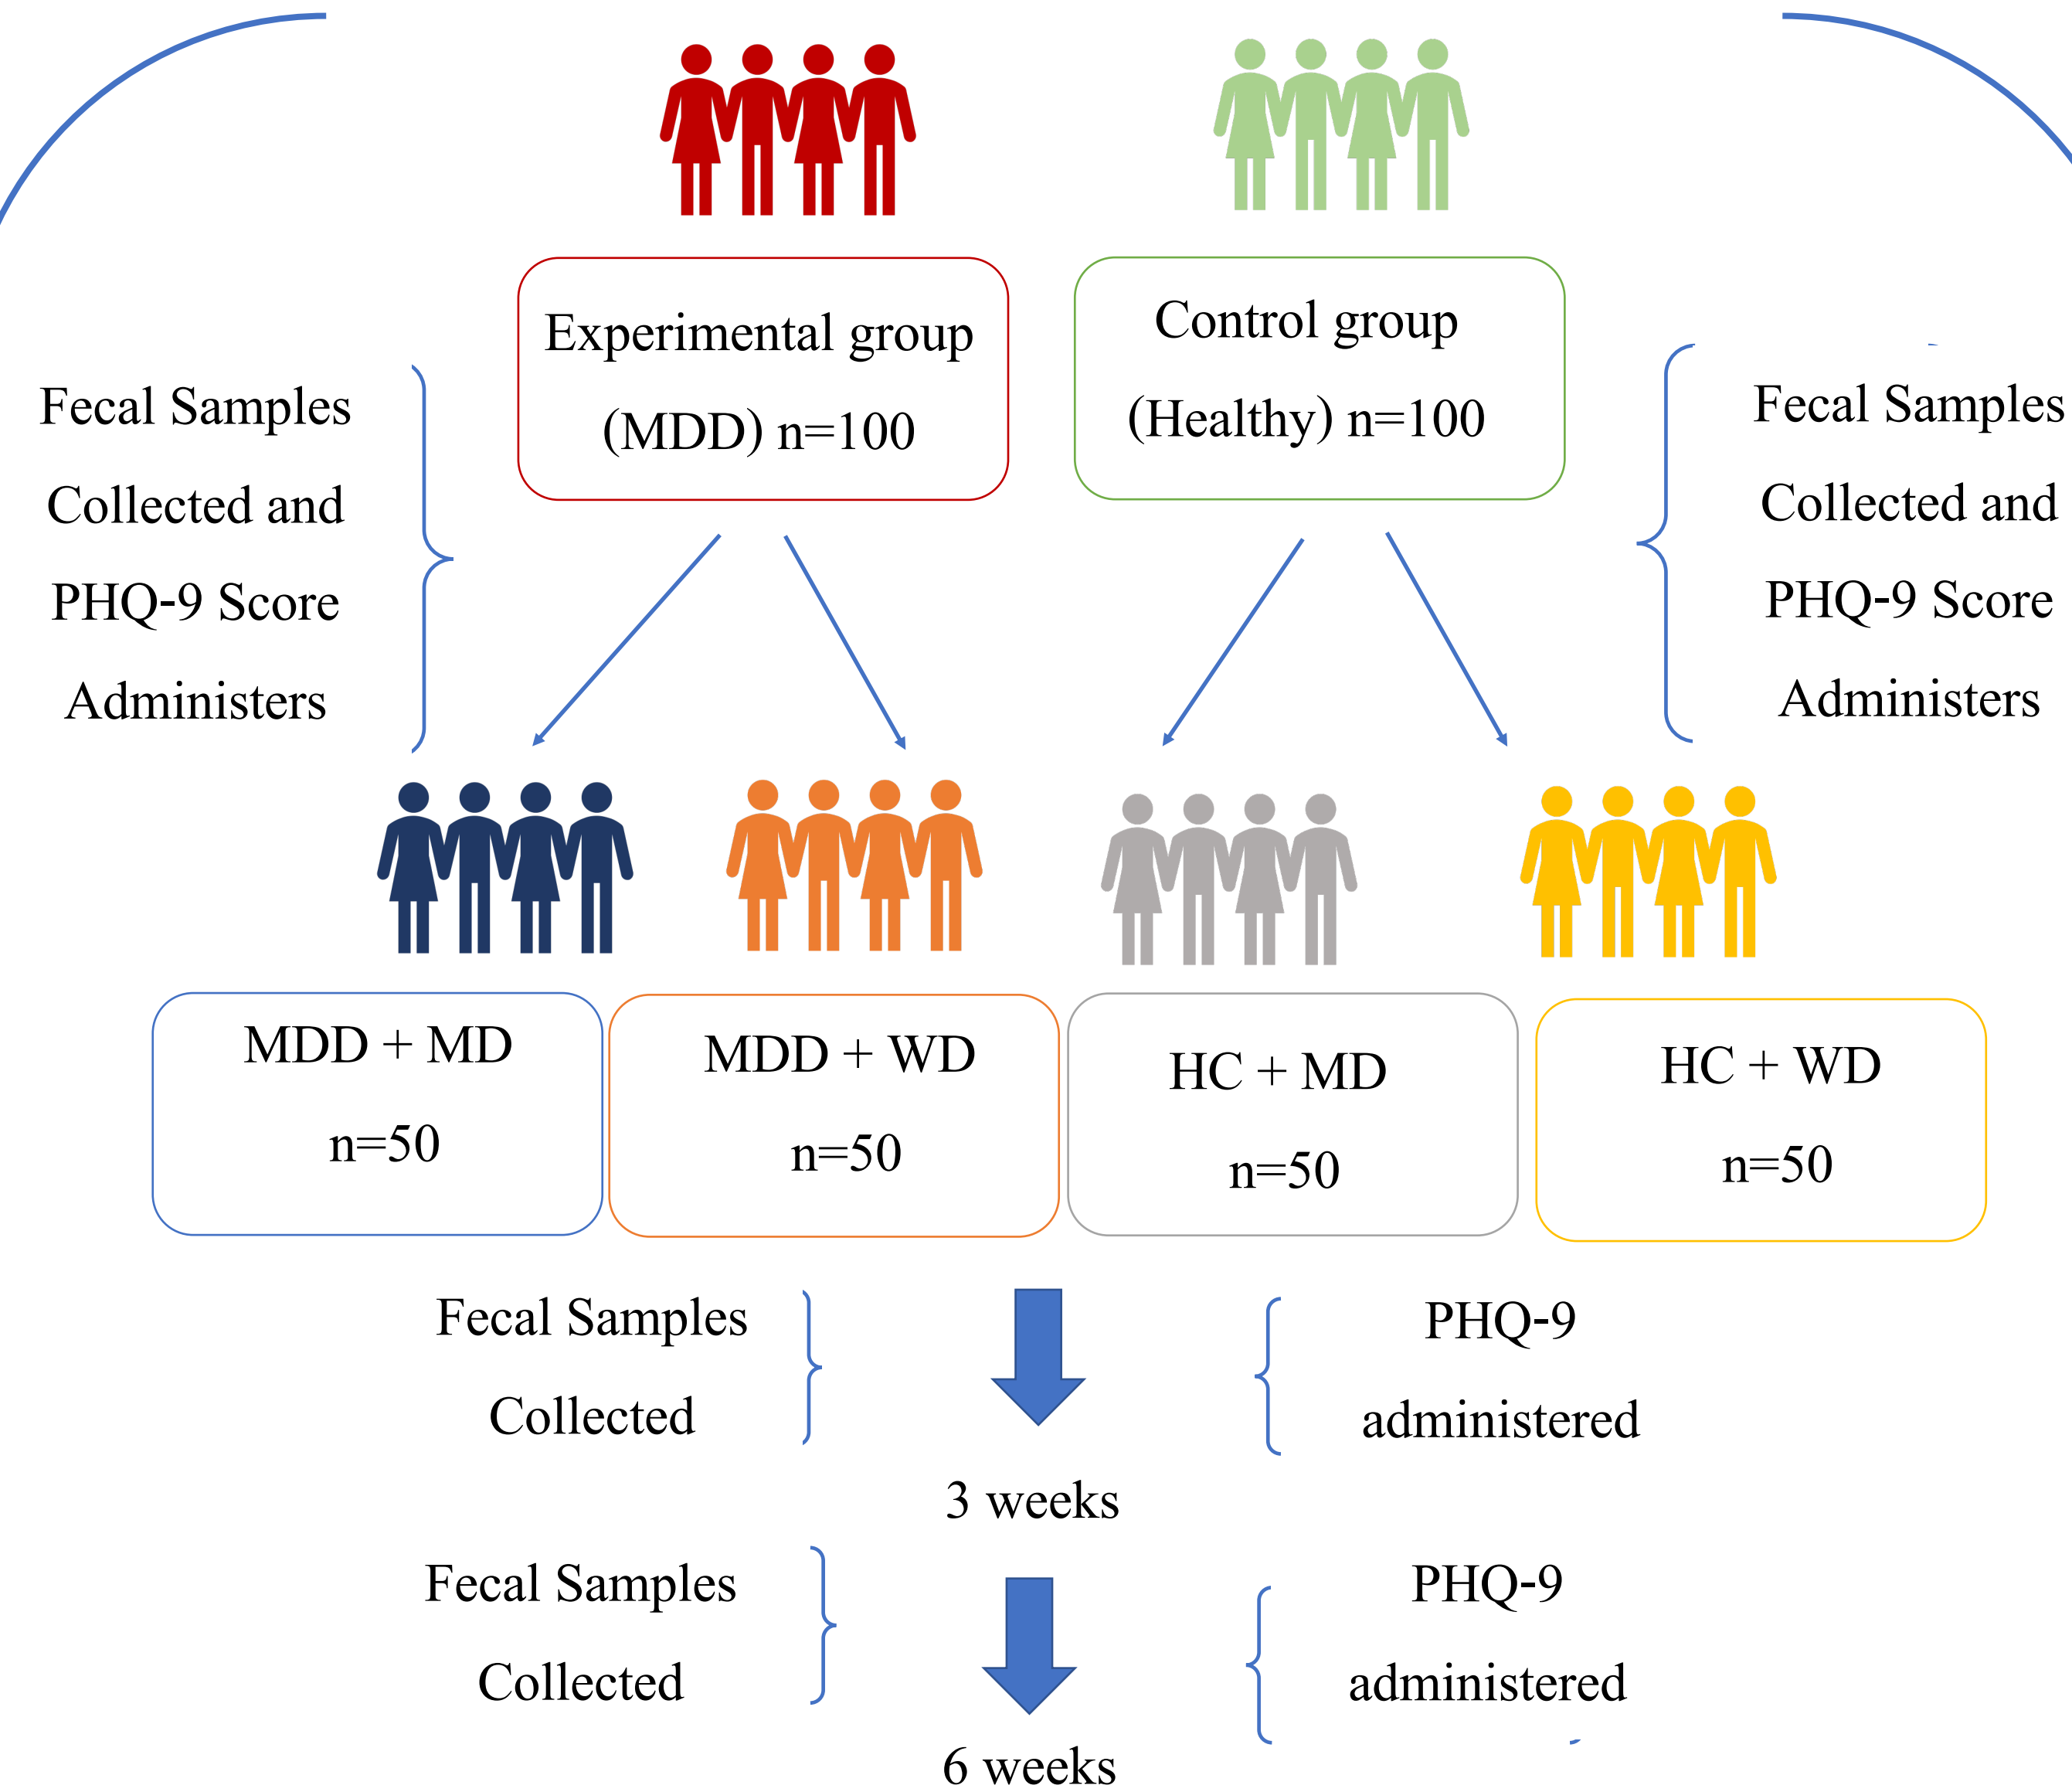 Experimental group
(MDD) n=100
Control group
(Healthy) n=100
Fecal Samples
Collected and
PHQ-9 Score
Administers
Fecal Samples
Collected and
PHQ-9 Score
Administers
MDD + MD
n=50
MDD + WD
n=50
HC + MD
n=50
HC + WD
n=50
Fecal Samples
Collected
PHQ-9
administered
3 weeks
Fecal Samples
Collected
PHQ-9
administered
6 weeks